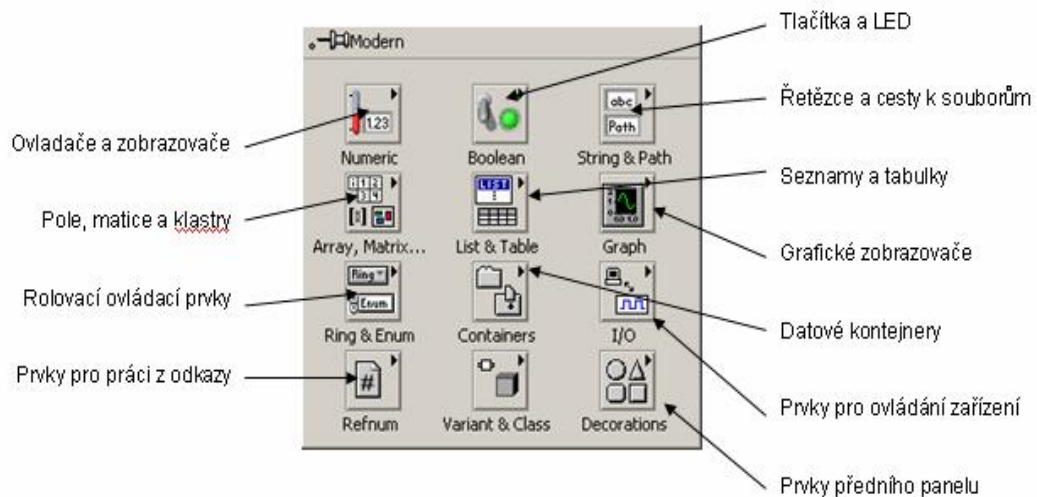 Tlačítka a LED
Modern
Řetězce a cesty k souborům
abc
Path
1.23
Ovladače a zobrazovače
Numeric
Boolean
String & Path
Seznamy a tabulky
LIST
Pole, matice a klastry
Array, Matrix...
List & Table
Graph
Grafické zobrazovače
Ring
Enum
Rolovací ovládací prvky
Ring & Enum
Containers
I/O
Datové kontejnery
Prvky pro práci z odkazy
#
Refnum
Variant & Class
Decorations
Prvky pro ovládání zařízení
Prvky předního panelu